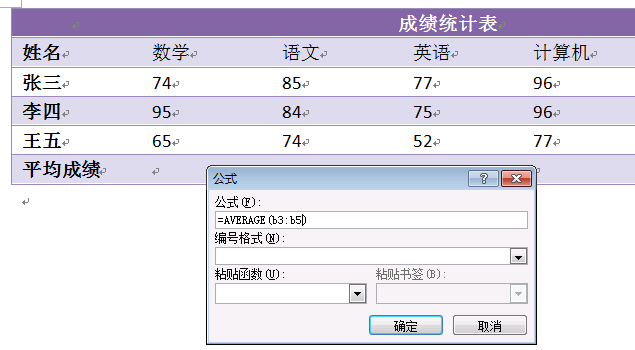 成绩统计表
姓名 数学 语文 英语 计算机
张三 74 85 77 96
李四 95 84 75 96
王五 65 74 52 77
平均成绩
公式
公式(F):
=AVERAGE(b3:b5)
编号格式(N):
粘贴函数(U): 粘贴书签(B):
确定 取消